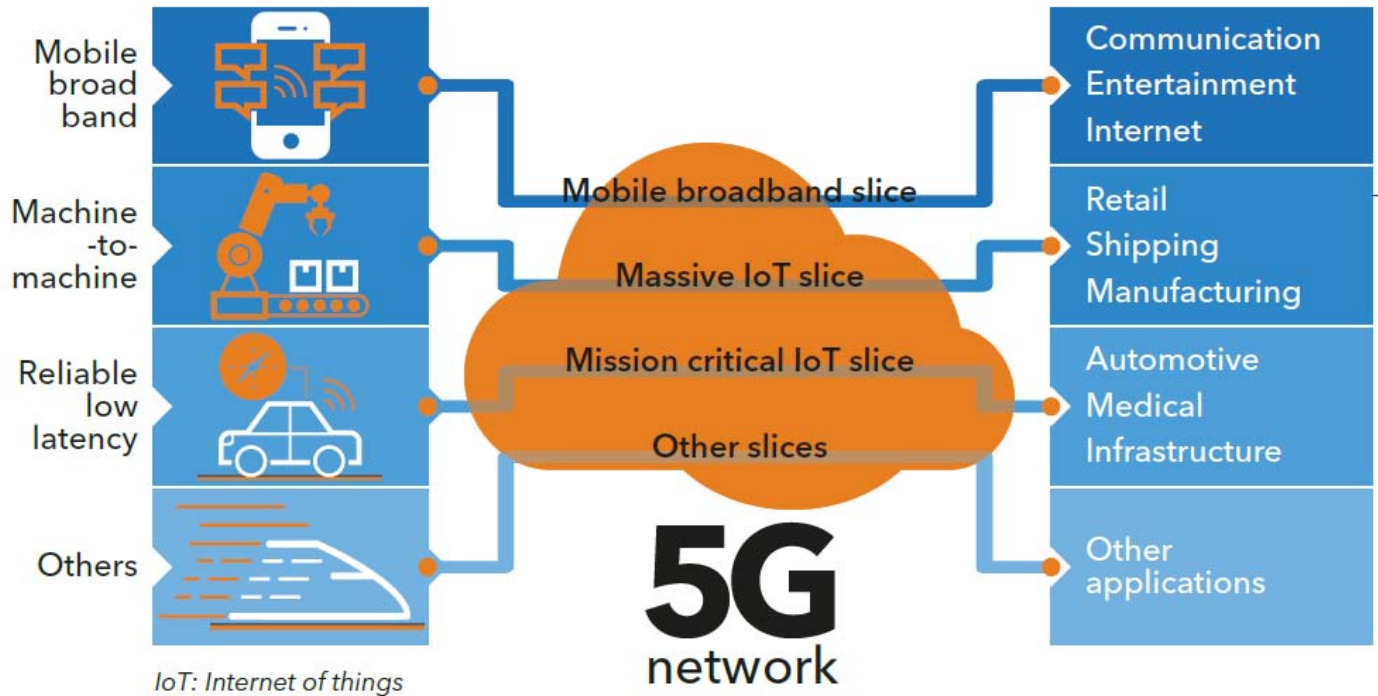 Mobile
broad
band
Machine
-to-
machine
Reliable
low
latency
Others
Mobile broadband slice
Massive IoT slice
Mission critical IoT slice
Other slices
5G
network
Communication
Entertainment
Internet
Retail
Shipping
Manufacturing
Automotive
Medical
Infrastructure
Other
applications
IoT: Internet of things